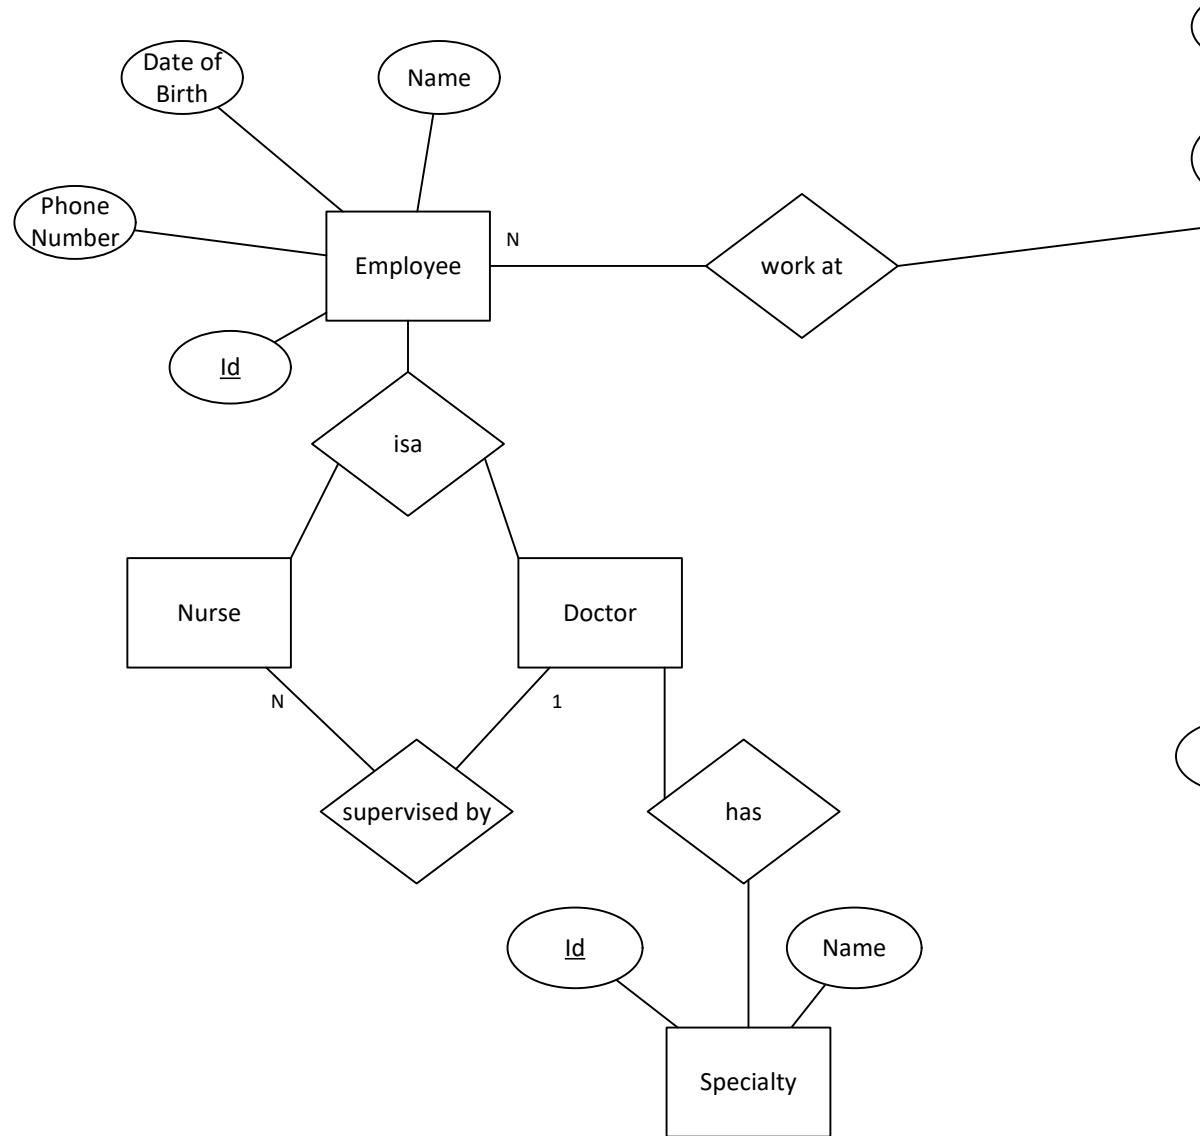 Date of
Birth
Name
Phone
Number
Employee
N
work at
Id
isa
Nurse
Doctor
N
1
supervised by
has
Id
Name
Specialty